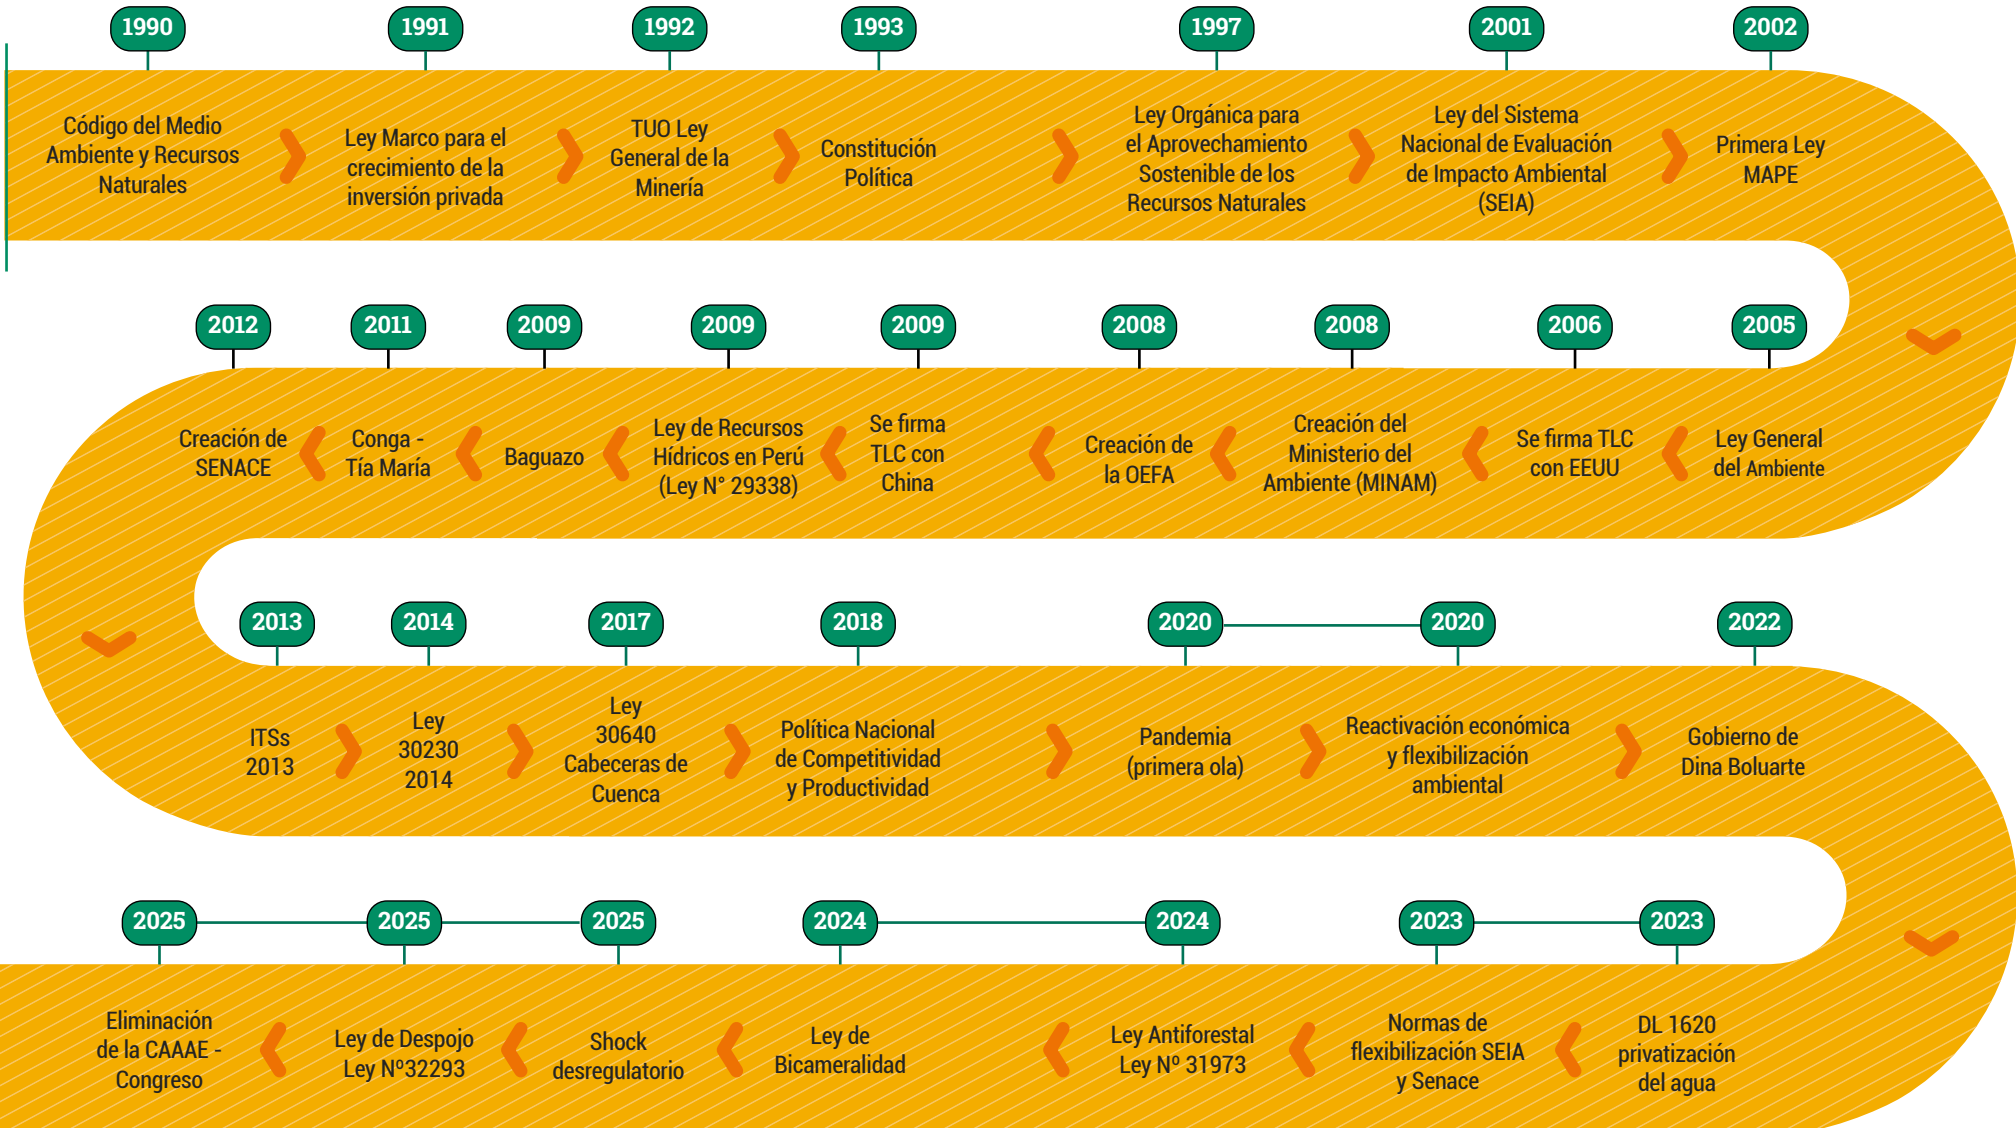 1990
Código del Medio
Ambiente y Recursos
Naturales
1991
Ley Marco para el
crecimiento de la
inversión privada
1992
TUO Ley
General de la
Minería
1993
Constitución
Política
1997
Ley Orgánica para
el Aprovechamiento
Sostenible de los
Recursos Naturales
2001
Ley del Sistema
Nacional de Evaluación
de Impacto Ambiental
(SEIA)
2002
Primera Ley
MAPE
2005
Ley General
del Ambiente
2006
Se firma TLC
con EEUU
2008
Creación del
Ministerio del
Ambiente (MINAM)
2008
Creación de
la OEFA
2009
Se firma
TLC con
China
2009
Ley de Recursos
Hídricos en Perú
(Ley N° 29338)
2009
Baguazo
2011
Conga -
Tía María
2012
Creación de
SENACE
2013
ITSs
2013
2014
Ley
30230
2014
2017
Ley
30640
Cabeceras de
Cuenca
2018
Política Nacional
de Competitividad
y Productividad
2020
Pandemia
(primera ola)
2020
Reactivación económica
y flexibilización
ambiental
2022
Gobierno de
Dina Boluarte
2023
DL 1620
privatización
del agua
2023
Normas de
flexibilización SEIA
y Senace
2024
Ley Antiforestal
Ley Nº 31973
2024
Ley de
Bicameralidad
2025
Shock
desregulatorio
2025
Ley de Despojo
Ley Nº32293
2025
Eliminación
de la CAAAE -
Congreso